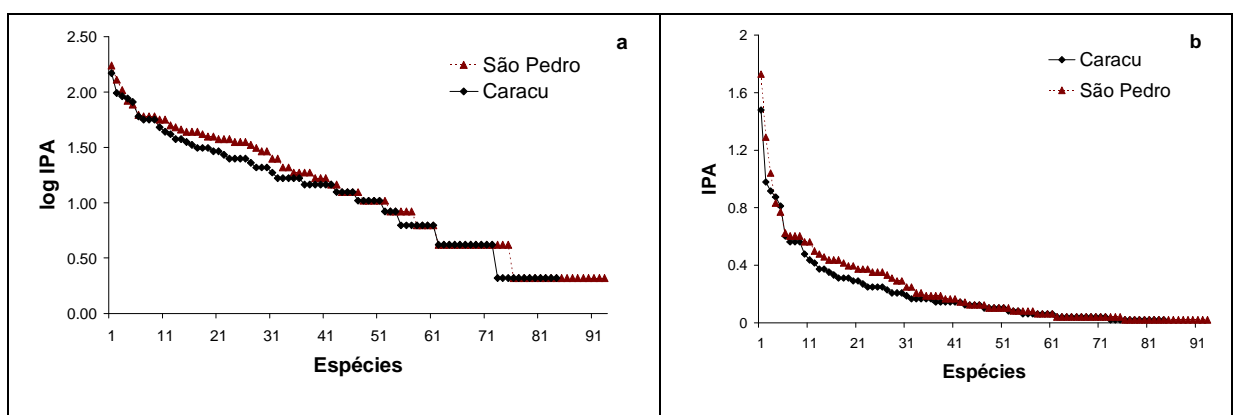 a
2.50
2.00
1.50
1.00
0.50
0.00
log IPA
São Pedro
Caracu
1 11 21 31 41 51 61 71 81 91
Espécies
b
2
1.6
1.2
0.8
0.4
0
IPA
Caracu
São Pedro
1 11 21 31 41 51 61 71 81 91
Espécies